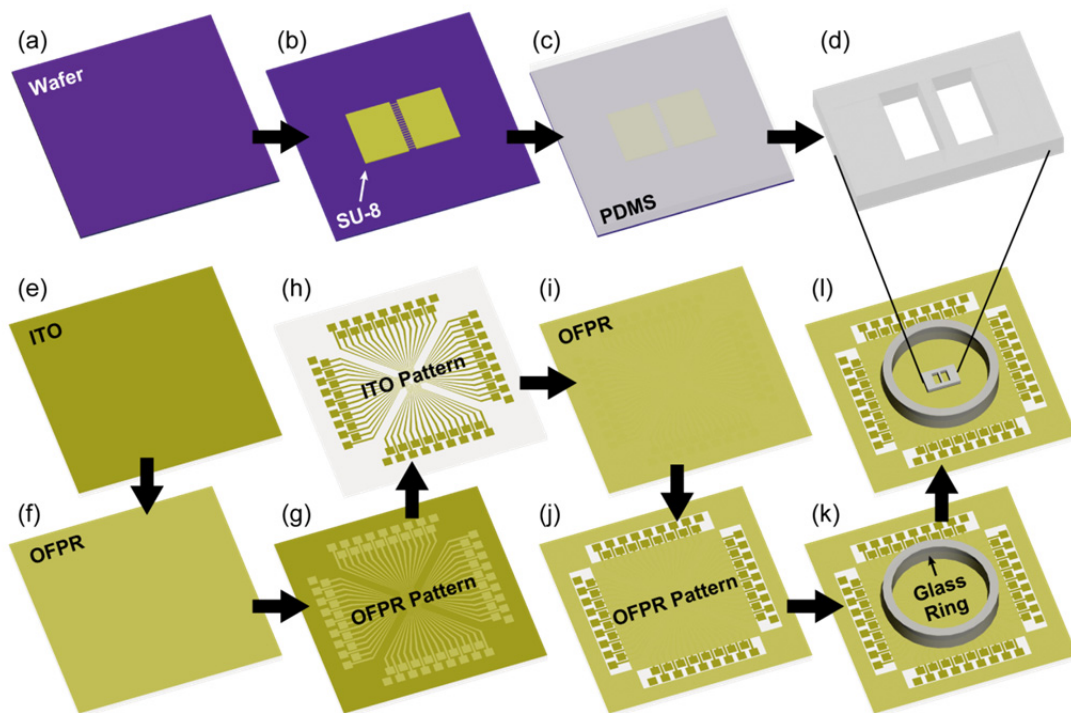 (a)
Wafer
(b)
SU-8
(c)
PDMS
(d)
(e)
ITO
(f)
OFPR
(g)
OFPR Pattern
(h)
ITO Pattern
(i)
OFPR
(j)
OFPR Pattern
(k)
Glass
Ring
(l)